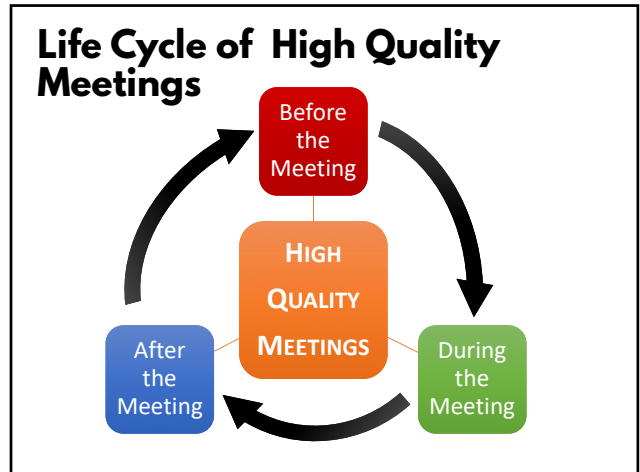 Life Cycle of High Quality
Meetings
Before
the
Meeting
HIGH
QUALITY
MEETINGS
After
the
Meeting
During
the
Meeting